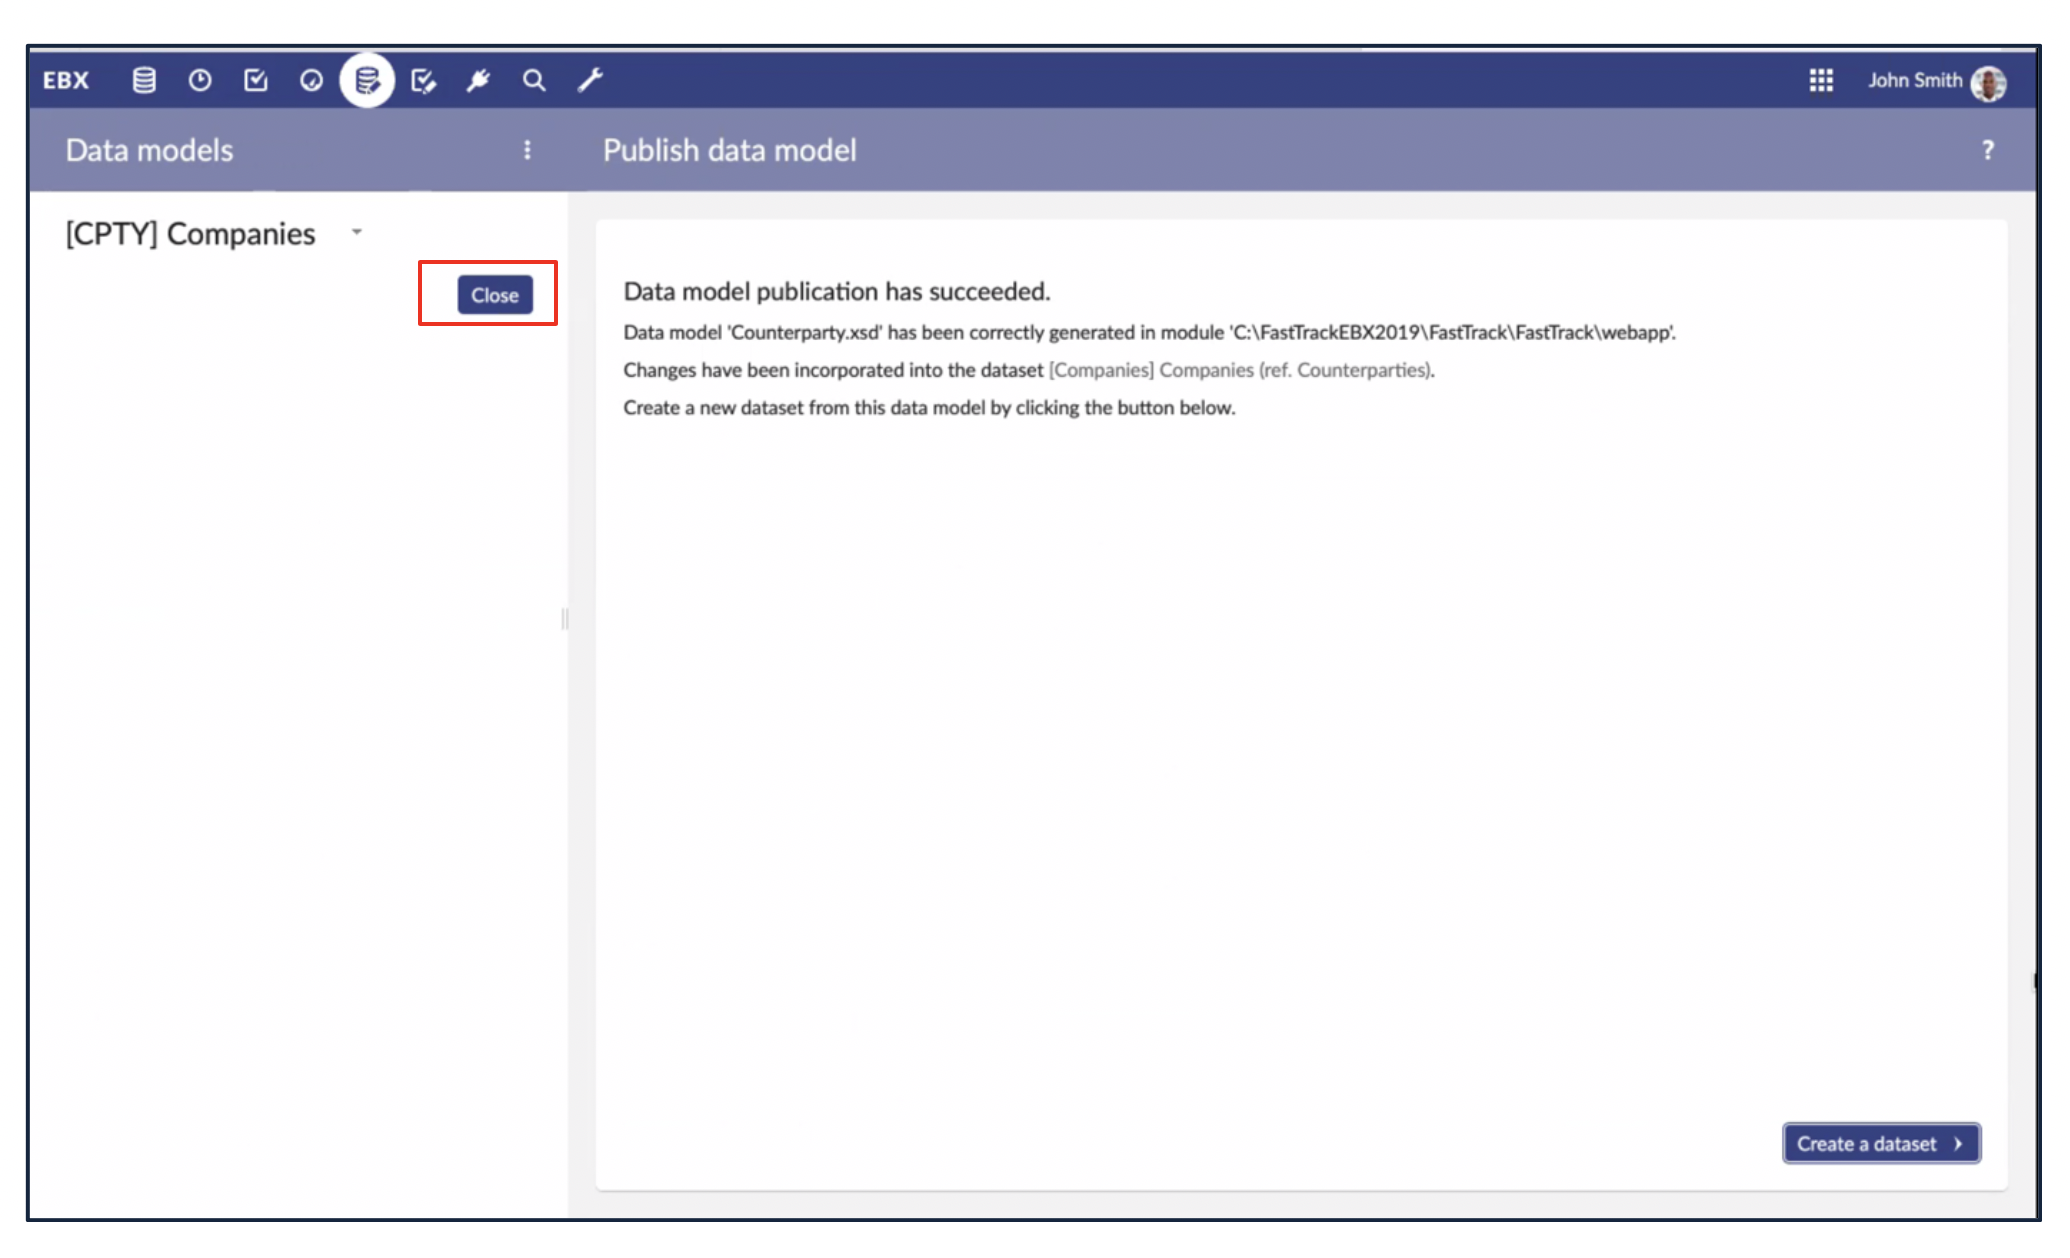 EBX
John Smith
Data models
Publish data model
?
[CPTY] Companies
Close
Data model publication has succeeded.
Data model 'Counterparty.xsd' has been correctly generated in module 'C:\FastTrackEBX2019\FastTrack\FastTrack\webapp'.
Changes have been incorporated into the dataset [Companies] Companies (ref. Counterparties).
Create a new dataset from this data model by clicking the button below.
Create a dataset